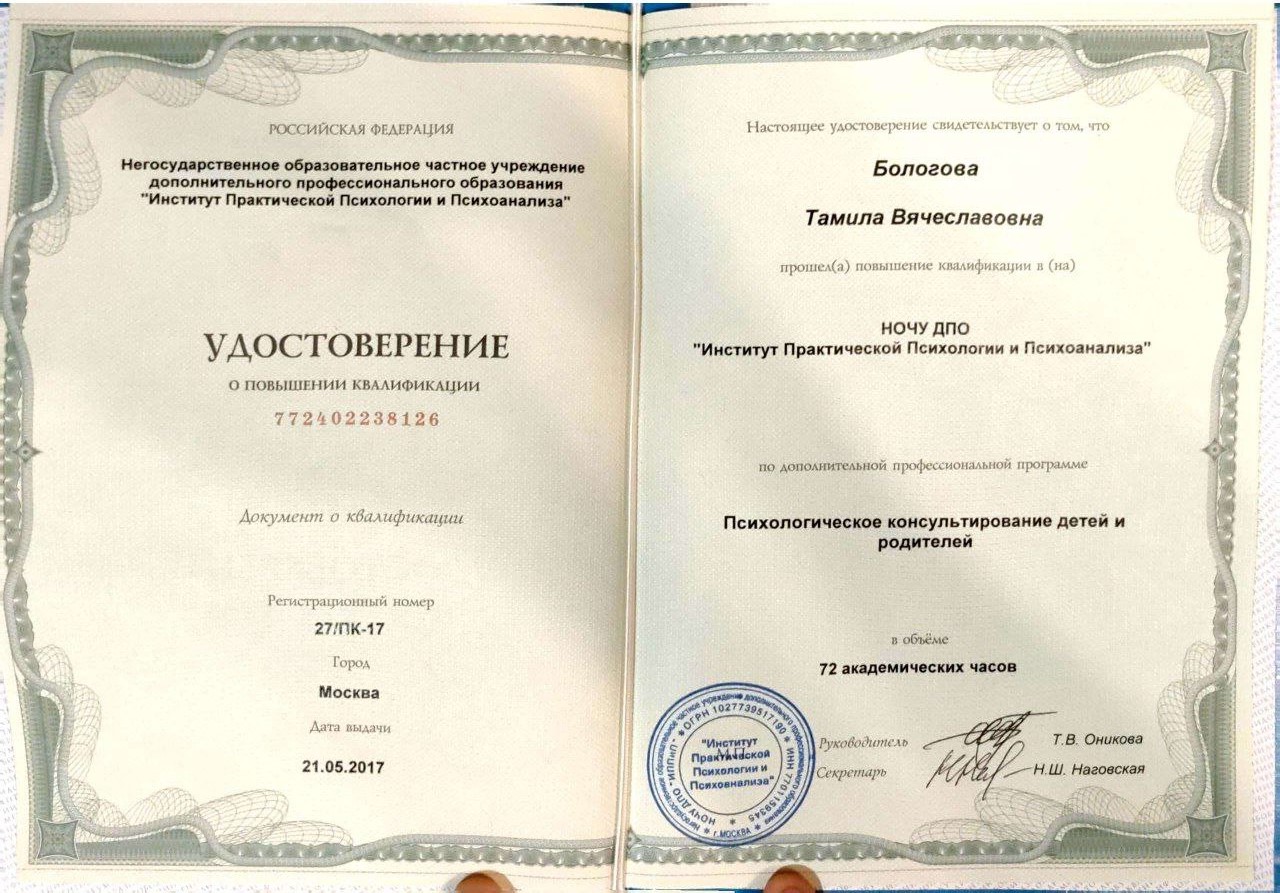 РОССИЙСКАЯ ФЕДЕРАЦИЯ
Негосударственное образовательное частное учреждение
дополнительного профессионального образования
"Институт Практической Психологии и Психоанализа"
УДОСТОВЕРЕНИЕ
О ПОВЫШЕНИИ КВАЛИФИКАЦИИ
772402238126
Документ о квалификации
Регистрационный номер
27/ПК-17
Город
Москва
Дата выдачи
21.05.2017
Настоящее удостоверение свидетельствует о том, что
Бологова
Тамила Вячеславовна
прошел(а) повышение квалификации в (на)
НОЧУ ДПО
"Институт Практической Психологии и Психоанализа"
по дополнительной профессиональной программе
Психологическое консультирование детей и
родителей
в объёме
72 академических часов
Руководитель
Т.В. Оникова
Секретарь
Н.Ш. Наговская
М.П.
"Институт
Практической
Психологии и
Психоанализа"
Негосударственное образовательное частное учреждение дополнительного профессионального образования
НОЧУ ДПО "ИППиП" * ОГРН 1027739517190 * ИНН 7701159345 *
* г. МОСКВА *